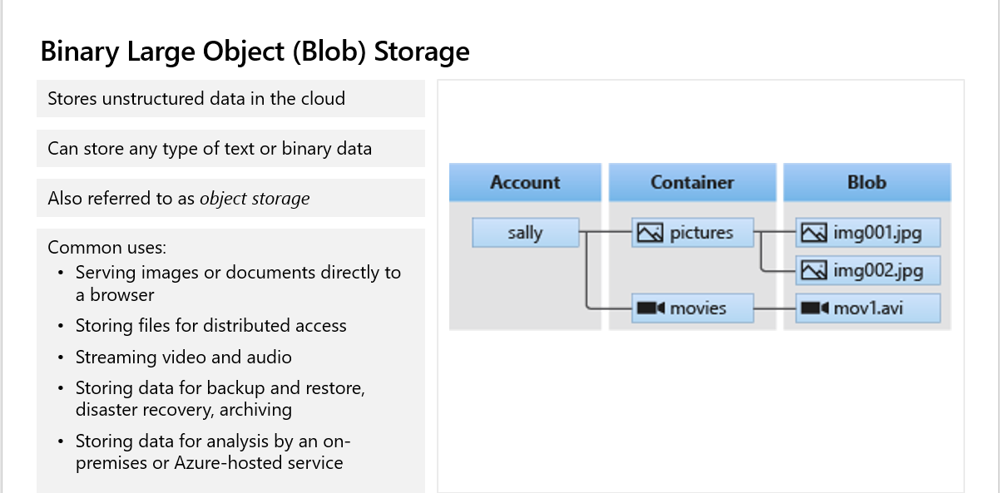 Binary Large Object (Blob) Storage
Stores unstructured data in the cloud
Can store any type of text or binary data
Also referred to as object storage
Common uses:
• Serving images or documents directly to
a browser
• Storing files for distributed access
• Streaming video and audio
• Storing data for backup and restore,
disaster recovery, archiving
• Storing data for analysis by an on-
premises or Azure-hosted service
Account Container Blob
sally pictures img001.jpg
img002.jpg
movies mov1.avi